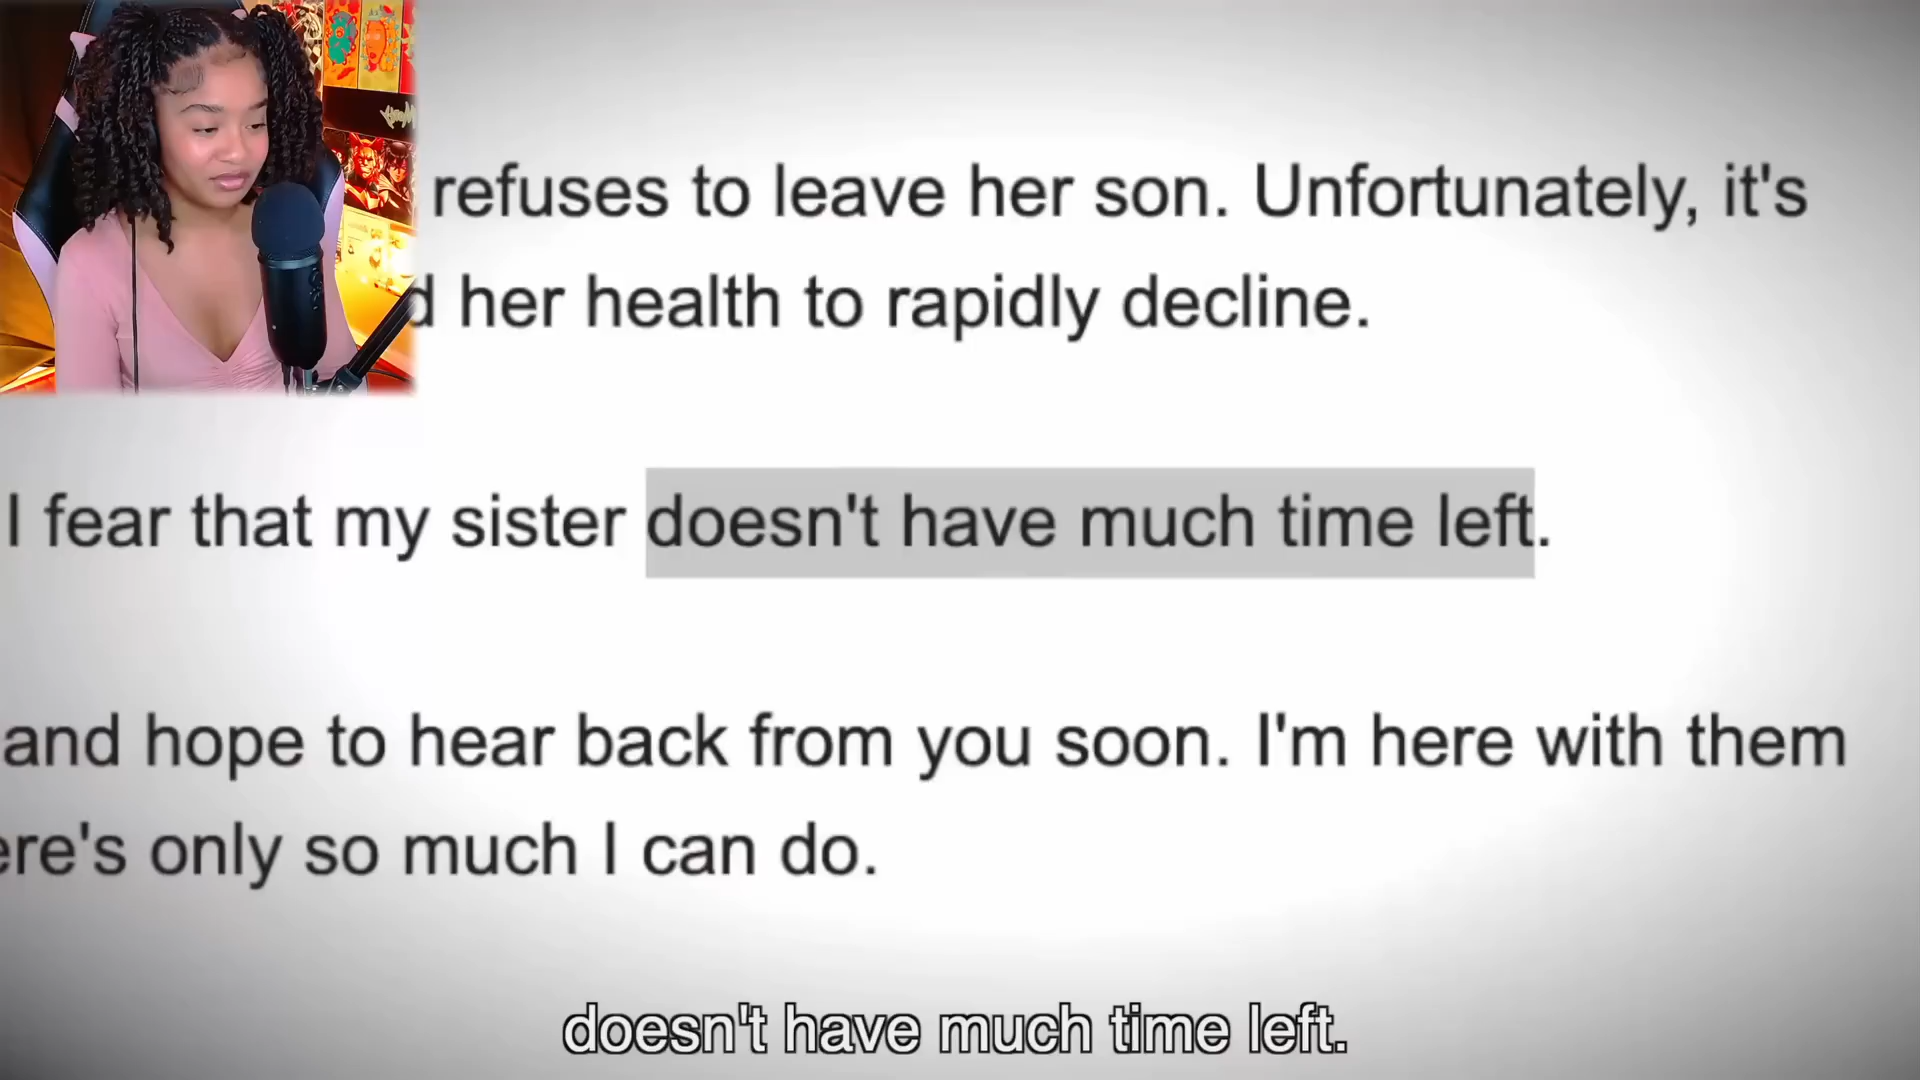 refuses to leave her son. Unfortunately, it's
her health to rapidly decline.
I fear that my sister doesn't have much time left.
and hope to hear back from you soon. I'm here with them
ere's only so much I can do.
doesn't have much time left.